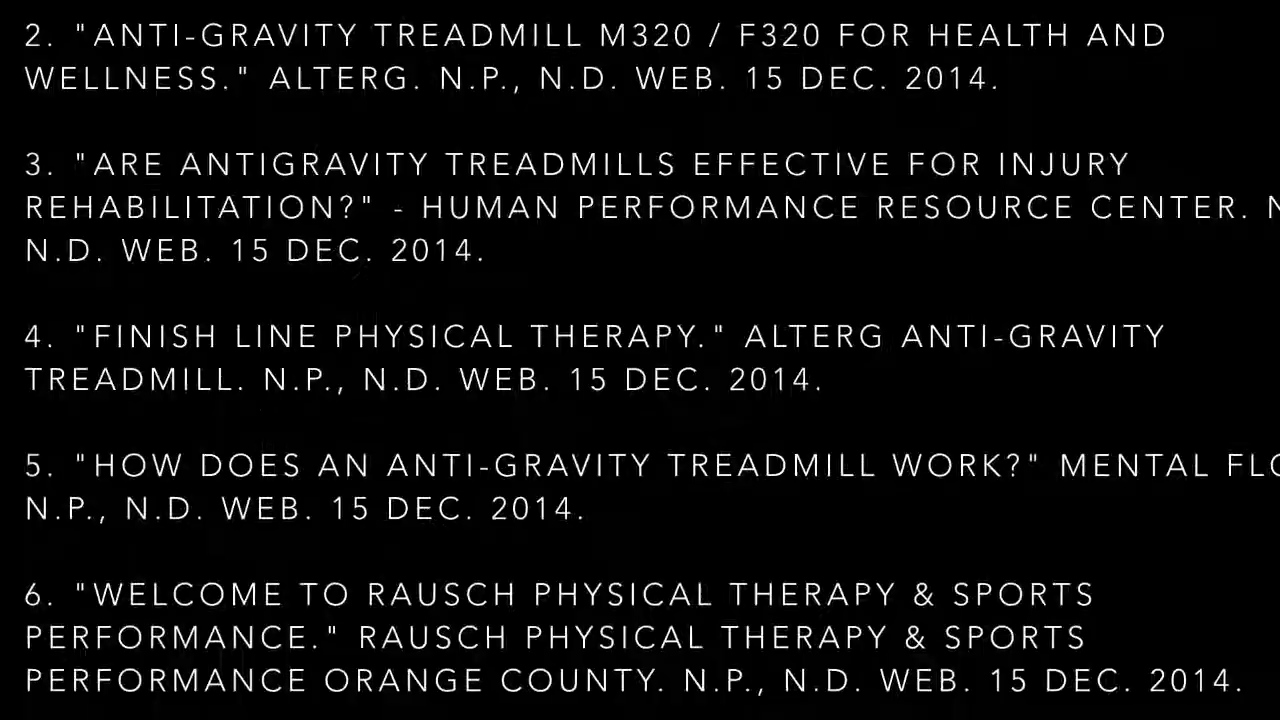 2. "ANTI-GRAVITY TREADMILL M320 / F320 FOR HEALTH AND
WELLNESS." ALTERG. N.P., N.D. WEB. 15 DEC. 2014.
3. "ARE ANTIGRAVITY TREADMILLS EFFECTIVE FOR INJURY
REHABILITATION?" - HUMAN PERFORMANCE RESOURCE CENTER.
N.D. WEB. 15 DEC. 2014.
4. "FINISH LINE PHYSICAL THERAPY." ALTERG ANTI-GRAVITY
TREADMILL. N.P., N.D. WEB. 15 DEC. 2014.
5. "HOW DOES AN ANTI-GRAVITY TREADMILL WORK?" MENTAL
N.P., N.D. WEB. 15 DEC. 2014.
6. "WELCOME TO RAUSCH PHYSICAL THERAPY & SPORTS
PERFORMANCE." RAUSCH PHYSICAL THERAPY & SPORTS
PERFORMANCE ORANGE COUNTY. N.P., N.D. WEB. 15 DEC. 2014.